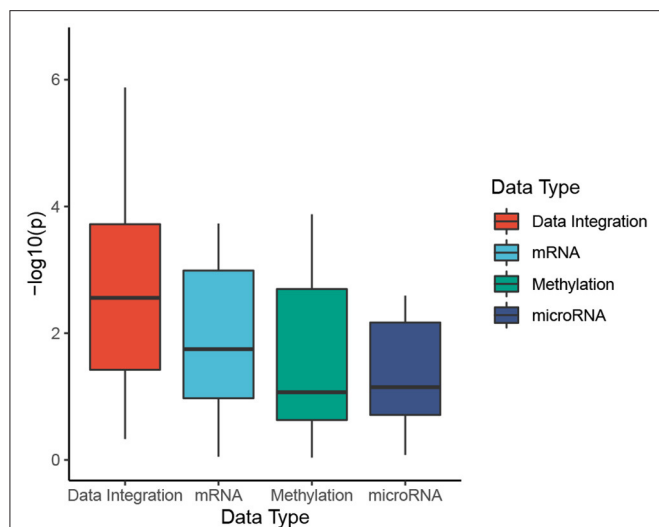 6
4
2
0
−log10(p)
Data Integration
mRNA
Methylation
microRNA
Data Type
Data Type
Data Integration
mRNA
Methylation
microRNA